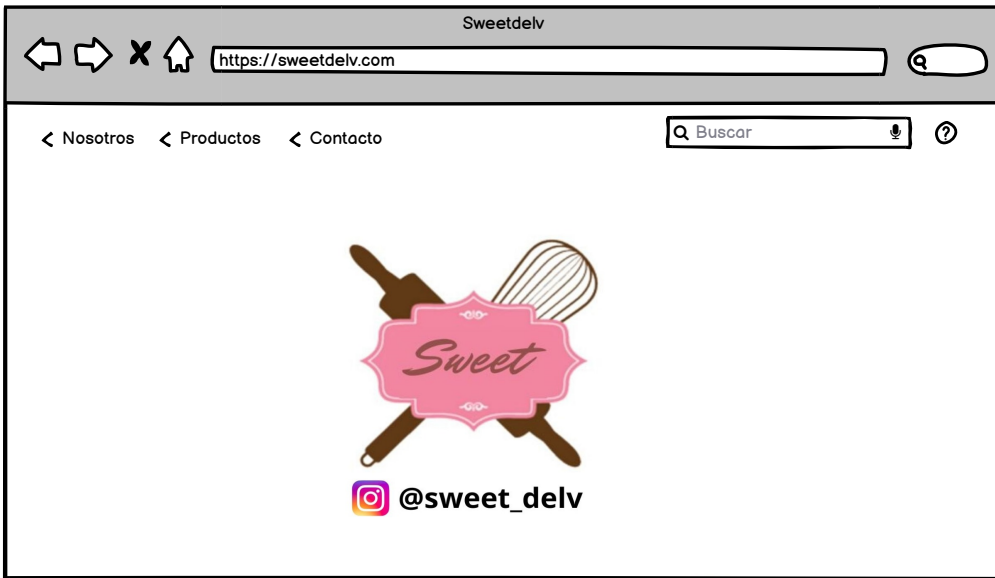 Sweetdelv
https://sweetdelv.com
Nosotros Productos Contacto
Buscar
?
Sweet
@sweet_delv